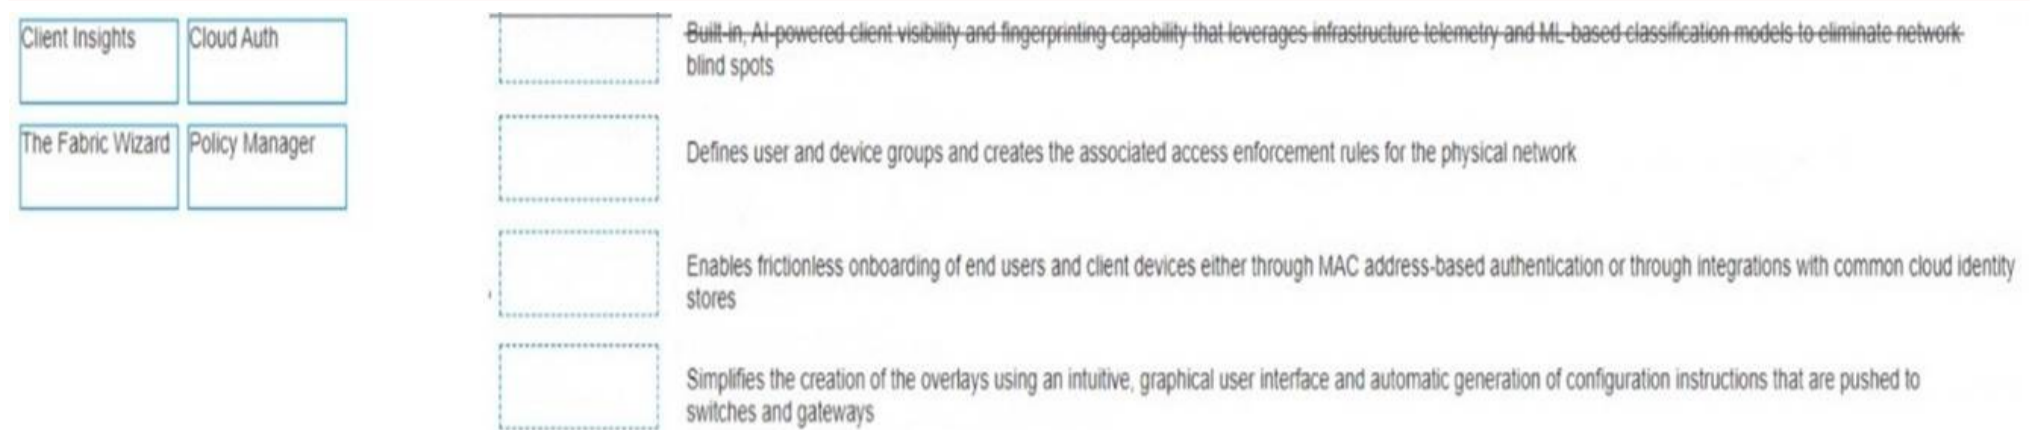 Client Insights
Cloud Auth
The Fabric Wizard
Policy Manager
Built-in, AI-powered client visibility and fingerprinting capability that leverages infrastructure telemetry and ML-based classification models to eliminate network
blind spots
Defines user and device groups and creates the associated access enforcement rules for the physical network
Enables frictionless onboarding of end users and client devices either through MAC address-based authentication or through integrations with common cloud identity
stores
Simplifies the creation of the overlays using an intuitive, graphical user interface and automatic generation of configuration instructions that are pushed to
switches and gateways